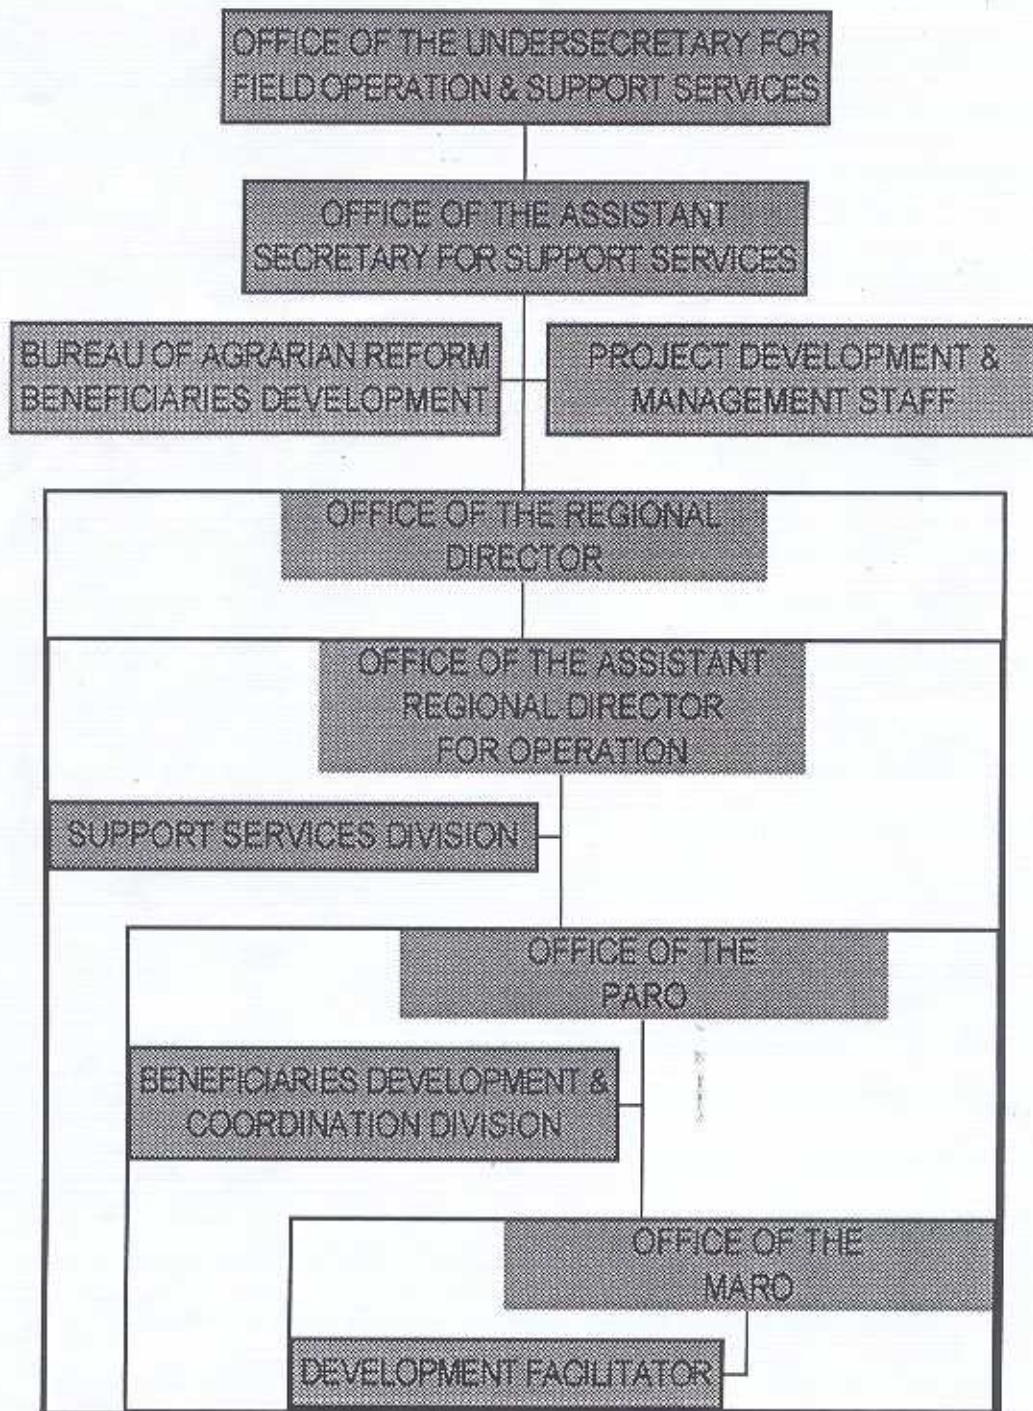 OFFICE OF THE UNDERSECRETARY FOR
FIELD OPERATION & SUPPORT SERVICES
OFFICE OF THE ASSISTANT
SECRETARY FOR SUPPORT SERVICES
BUREAU OF AGRARIAN REFORM
BENEFICIARIES DEVELOPMENT
PROJECT DEVELOPMENT &
MANAGEMENT STAFF
OFFICE OF THE REGIONAL
DIRECTOR
OFFICE OF THE ASSISTANT
REGIONAL DIRECTOR
FOR OPERATION
SUPPORT SERVICES DIVISION
OFFICE OF THE
PARO
BENEFICIARIES DEVELOPMENT &
COORDINATION DIVISION
OFFICE OF THE
MARO
DEVELOPMENT FACILITATOR